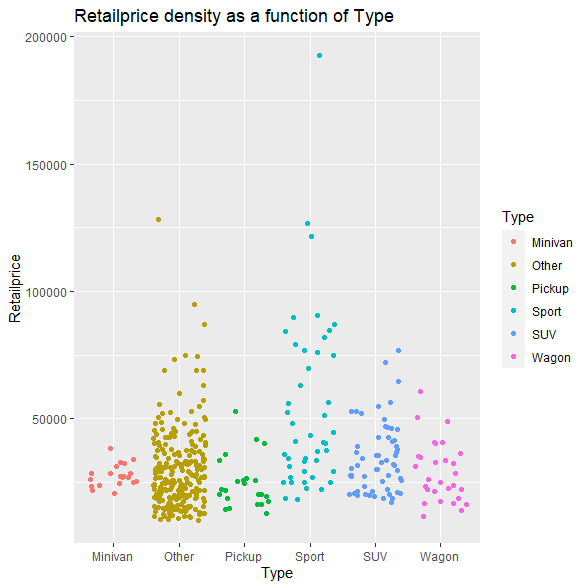 Retailprice density as a function of Type
200000
150000
100000
50000
Retailprice
Minivan
Other
Pickup
Sport
SUV
Wagon
Type
Type
Minivan
Other
Pickup
Sport
SUV
Wagon